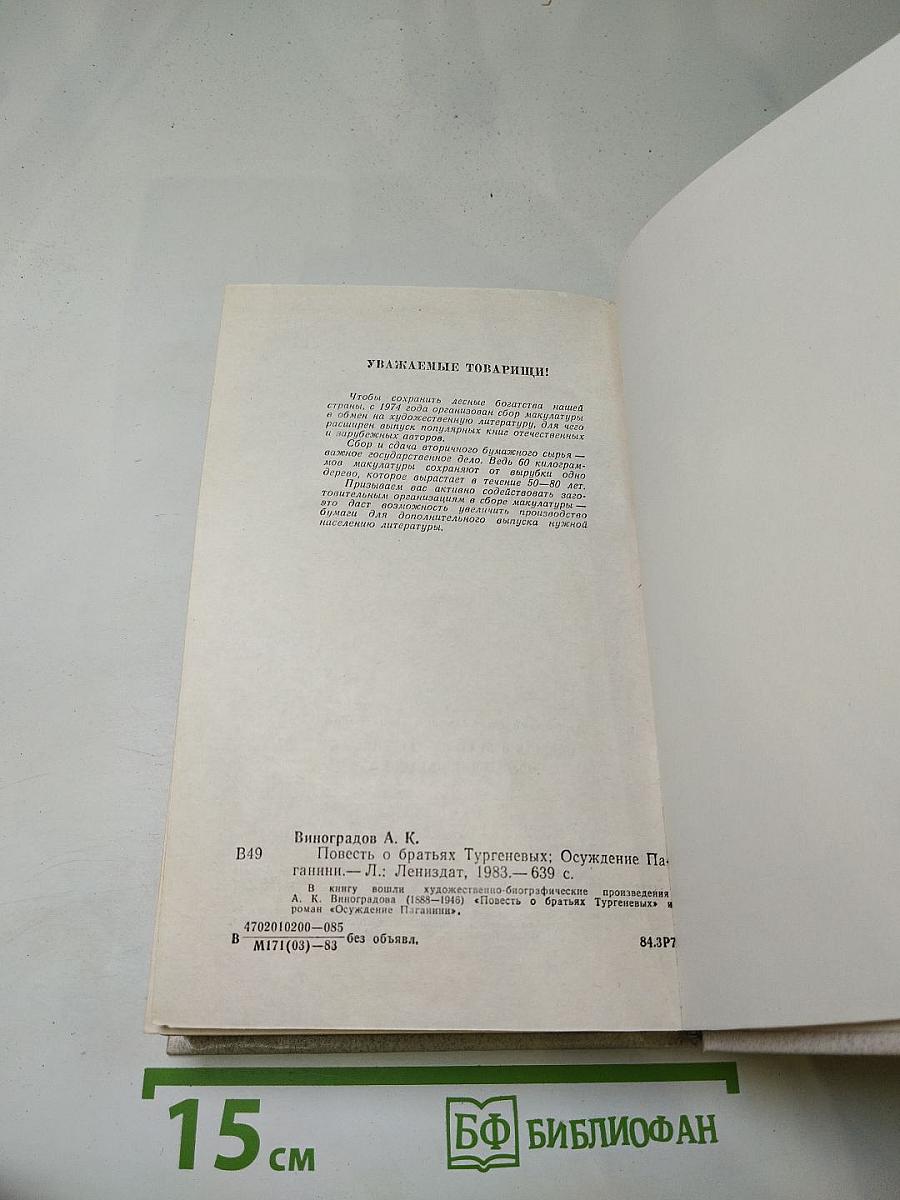 УВАЖАЕМЫЕ ТОВАРИЩИ!
Чтобы сохранить лесные богатства нашей
страны, с 1974 года организован сбор макулатуры
в обмен на художественную литературу, для чего
расширен выпуск популярных книг отечественных
и зарубежных авторов.
Сбор и сдача вторичного бумажного сырья —
важное государственное дело. Ведь 60 килограм-
мов макулатуры сохраняют от вырубки одно
дерево, которое вырастает в течение 50—80 лет.
Призываем вас активно содействовать заго-
товительным организациям в сборе макулатуры —
это даст возможность увеличить производство
бумаги для дополнительного выпуска нужной
населению литературы.
Виноградов А. К.
В49 Повесть о братьях Тургеневых; Осуждение Па-
ганини.— Л.: Лениздат, 1983.— 639 с.
В книгу вошли художественно-биографические произведения
А. К. Виноградова (1888—1946) «Повесть о братьях Тургеневых» и
роман «Осуждение Паганини».
4702010200—085
В М171(03)—83 без объявл. 84.3Р7
15 см БФ БИБЛИОФАН